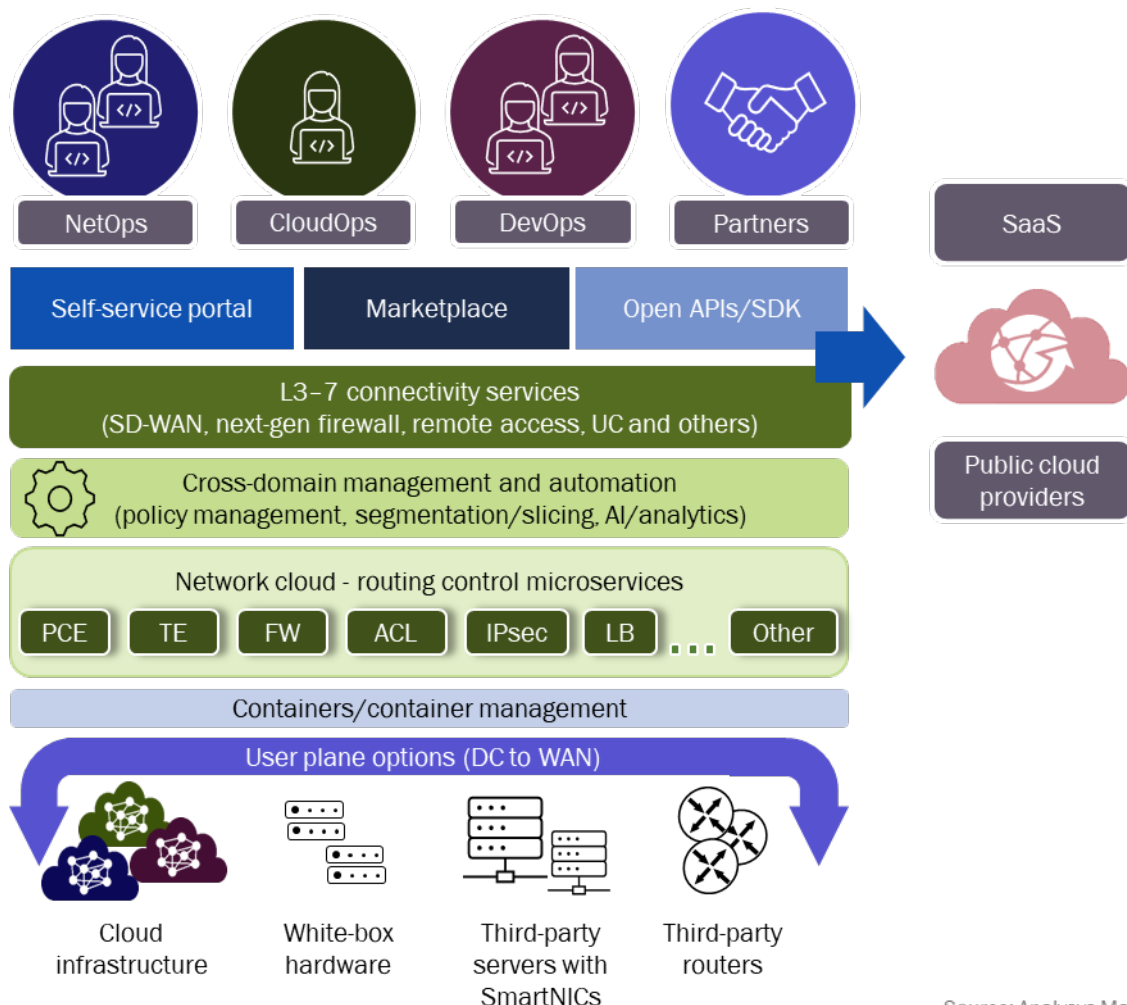 </>
</>
</>
</>
</>
NetOps
CloudOps
DevOps
Partners
SaaS
Self-service portal
Marketplace
Open APIs/SDK
L3–7 connectivity services
(SD-WAN, next-gen firewall, remote access, UC and others)
Public cloud
providers
Cross-domain management and automation
(policy management, segmentation/slicing, AI/analytics)
Network cloud - routing control microservices
PCE
TE
FW
ACL
IPsec
LB
...
Other
Containers/container management
User plane options (DC to WAN)
Cloud
infrastructure
White-box
hardware
Third-party
servers with
SmartNICs
Third-party
routers